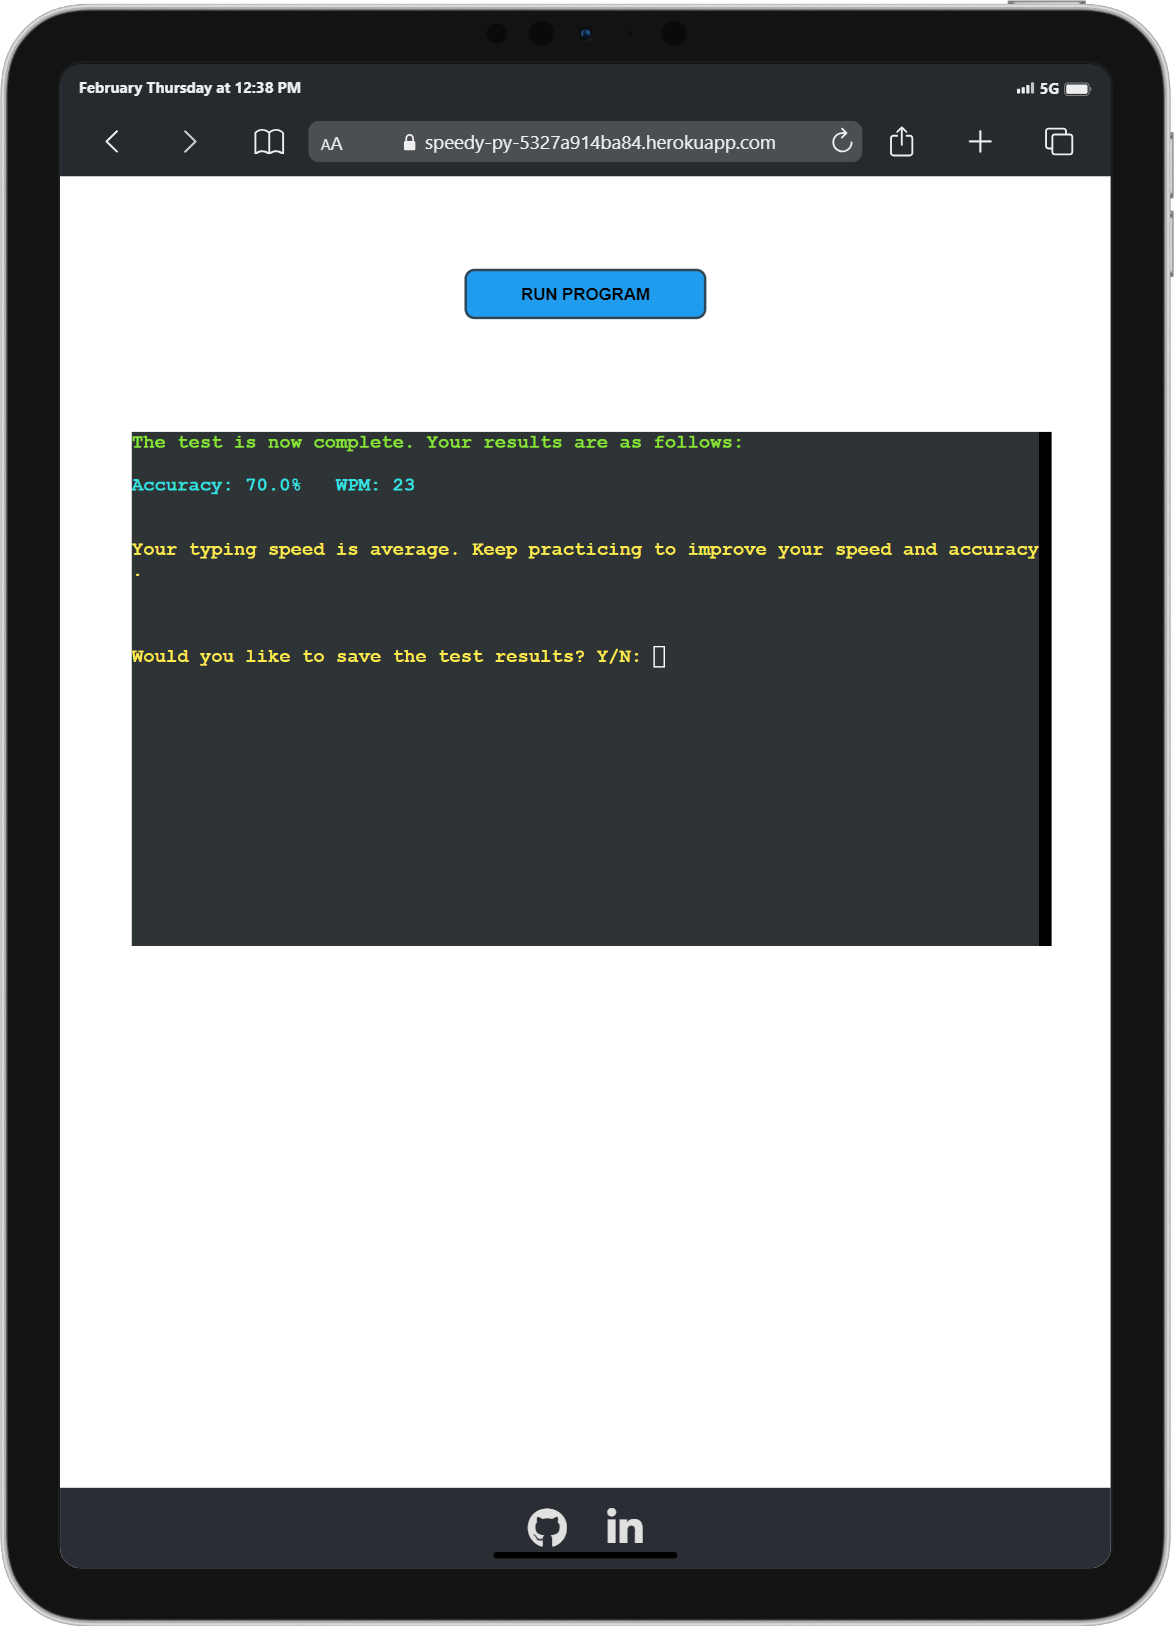 February Thursday at 12:38 PM
5G
AA
speedy-py-5327a914ba84.herokuapp.com
RUN PROGRAM
The test is now complete. Your results are as follows:
Accuracy: 70.0% WPM: 23
Your typing speed is average. Keep practicing to improve your speed and accuracy
.
Would you like to save the test results? Y/N:
in